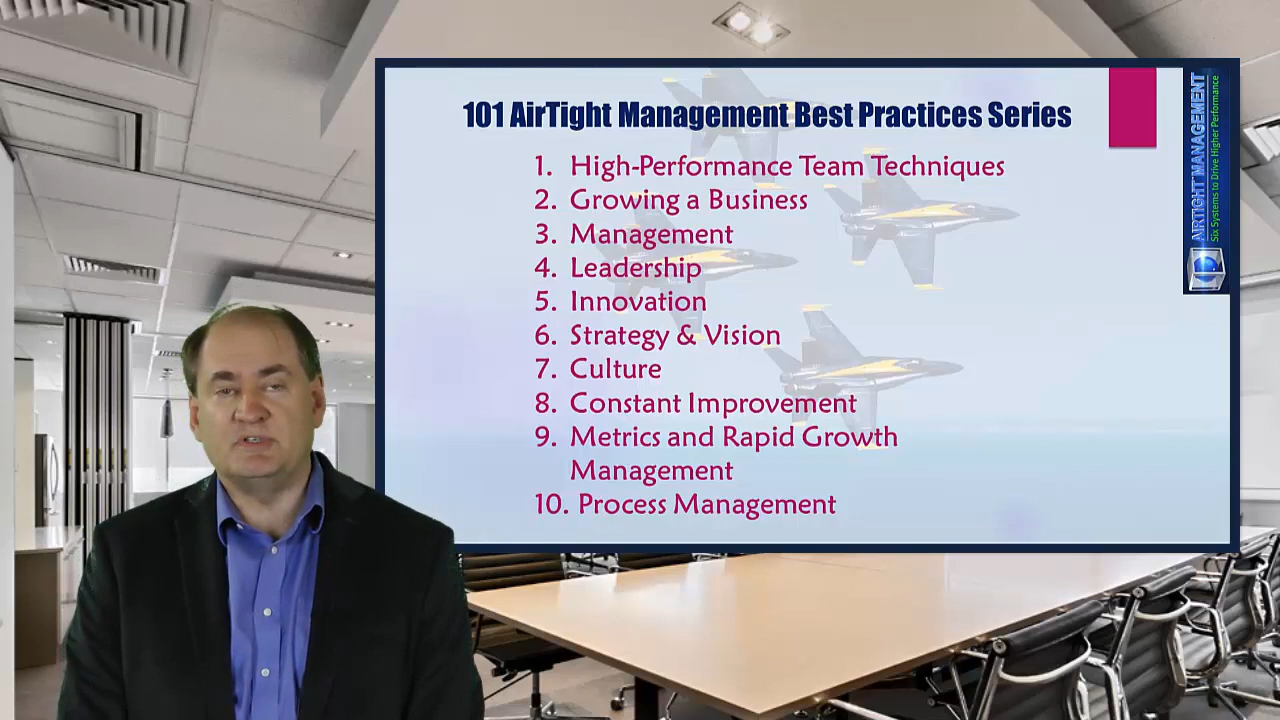 101 AirTight Management Best Practices Series
1. High-Performance Team Techniques
2. Growing a Business
3. Management
4. Leadership
5. Innovation
6. Strategy & Vision
7. Culture
8. Constant Improvement
9. Metrics and Rapid Growth
Management
10. Process Management
AIRTIGHT MANAGEMENT
Six Systems to Drive Higher Performance